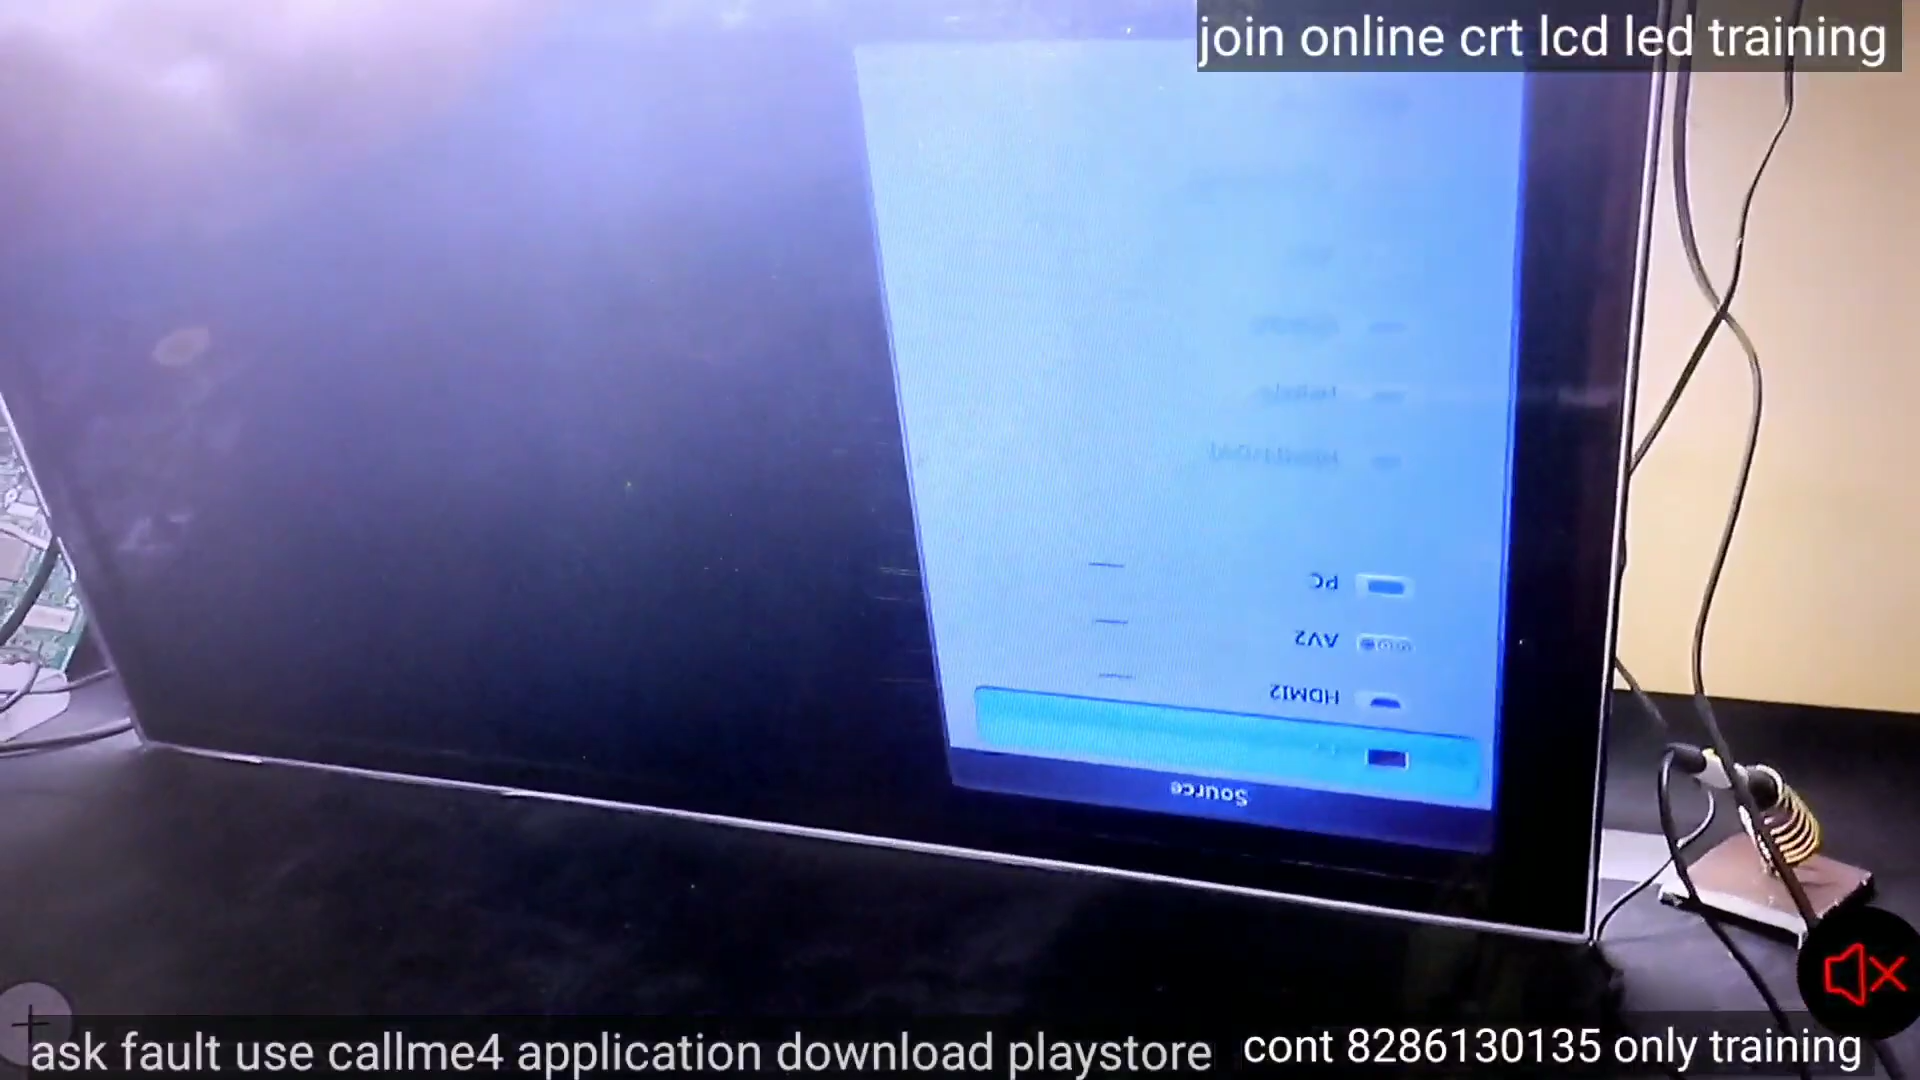 join online crt lcd led training
Source
HDMI2
AV2
PC
ask fault use callme4 application download playstore
cont 8286130135 only training